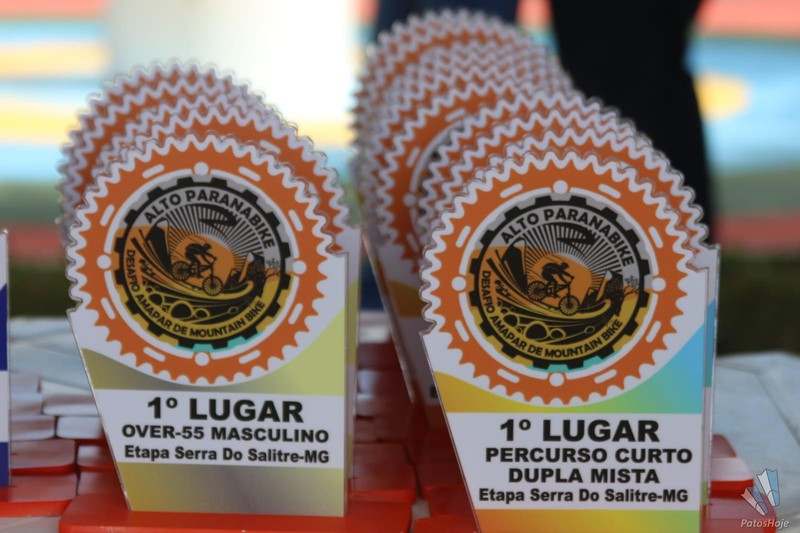 ALTO PARANABIKE
DESAFIO AMAPAR DE MOUNTAIN BIKE
1º LUGAR
OVER-55 MASCULINO
Etapa Serra Do Salitre-MG
ALTO PARANABIKE
DESAFIO AMAPAR DE MOUNTAIN BIKE
1º LUGAR
PERCURSO CURTO
DUPLA MISTA
Etapa Serra Do Salitre-MG
PatosHoje